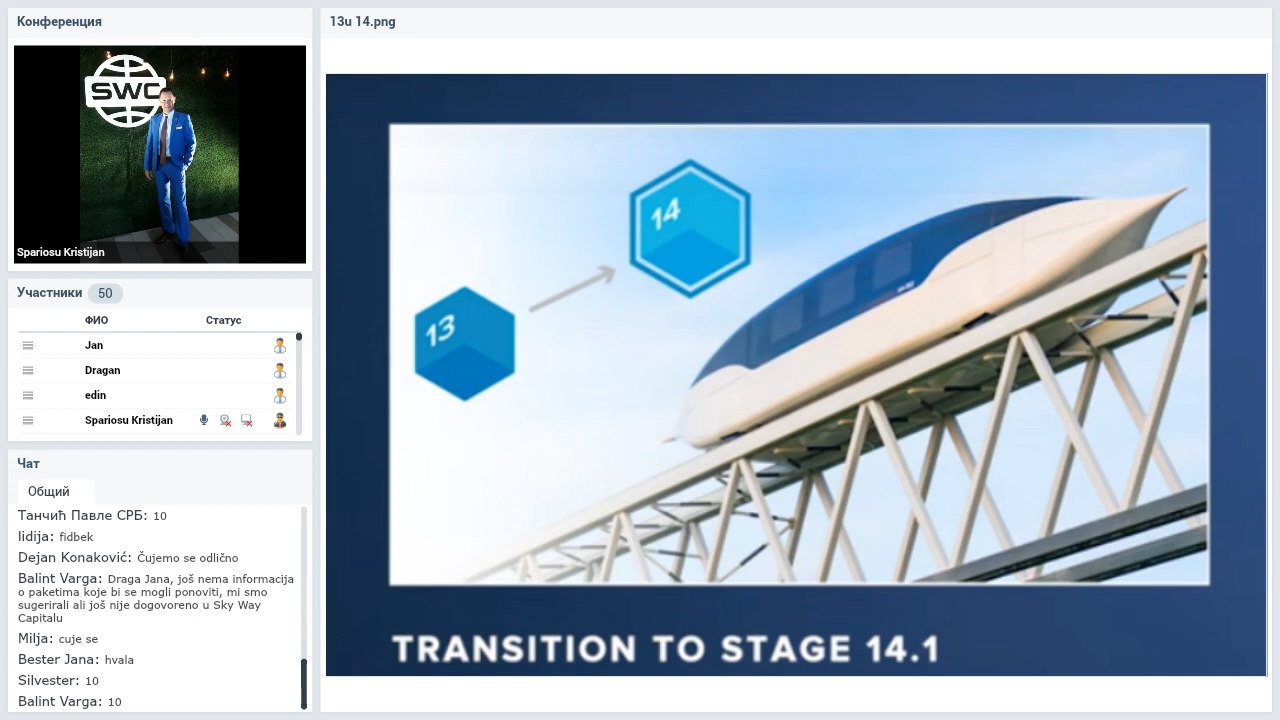 Конференция
SWC
Spariosu Kristijan
Участники 50
ФИО Статус
Jan
Dragan
edin
Spariosu Kristijan
Чат
Общий
Танчић Павле СРБ: 10
lidija: fidbek
Dejan Konaković: Čujemo se odlično
Balint Varga: Draga Jana, još nema informacija
o paketima koje bi se mogli ponoviti, mi smo
sugerirali ali još nije dogovoreno u Sky Way
Capitalu
Milja: cuje se
Bester Jana: hvala
Silvester: 10
Balint Varga: 10
13u 14.png
14
13
TRANSITION TO STAGE 14.1